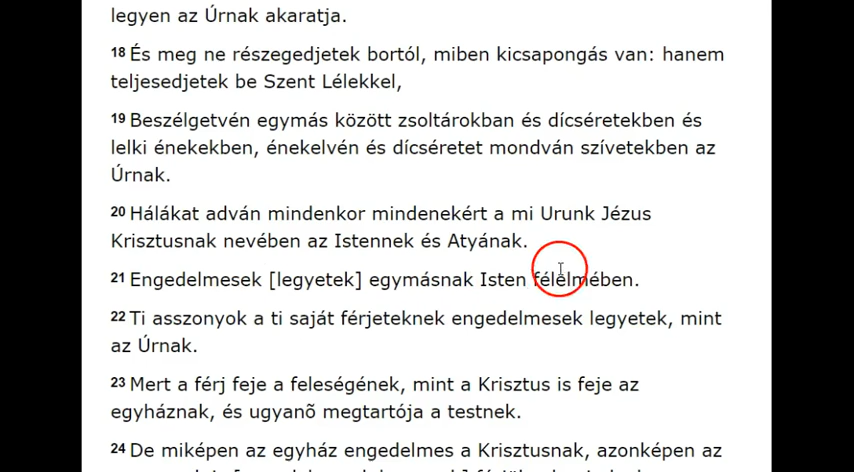 legyen az Úrnak akaratja.
18 És meg ne részegedjetek bortól, miben kicsapongás van: hanem
teljesedjetek be Szent Lélekkel,
19 Beszélgetvén egymás között zsoltárokban és dícséretekben és
lelki énekekben, énekelvén és dícséretet mondván szívetekben az
Úrnak.
20 Hálákat adván mindenkor mindenekért a mi Urunk Jézus
Krisztusnak nevében az Istennek és Atyának.
21 Engedelmesek [legyetek] egymásnak Isten félelmében.
22 Ti asszonyok a ti saját férjeteknek engedelmesek legyetek, mint
az Úrnak.
23 Mert a férj feje a feleségének, mint a Krisztus is feje az
egyháznak, és ugyanõ megtartója a testnek.
24 De miképen az egyház engedelmes a Krisztusnak, azonképen az